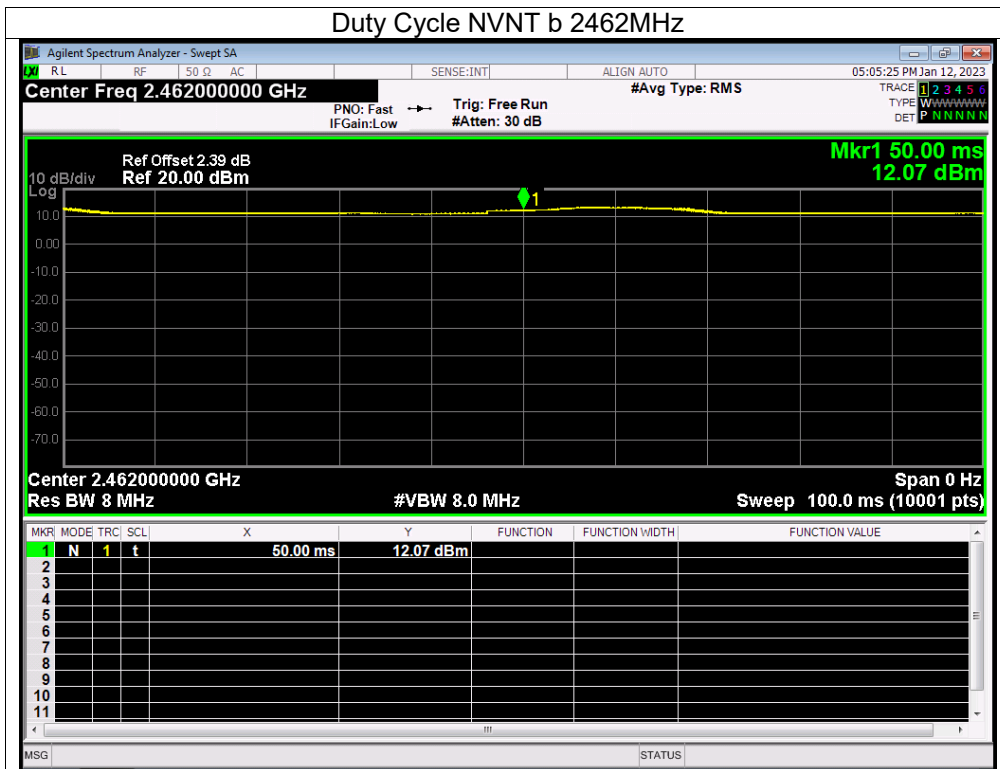 Duty Cycle NVNT b 2462MHz
Agilent Spectrum Analyzer - Swept SA
LXI RL RF 50 Ω AC SENSE:INT ALIGN AUTO 05:05:25 PM Jan 12, 2023
Center Freq 2.462000000 GHz #Avg Type: RMS TRACE 1 2 3 4 5 6
PNO: Fast Trig: Free Run TYPE WWWWWW
IFGain:Low #Atten: 30 dB DET P N N N N N
Mkr1 50.00 ms
12.07 dBm
Ref Offset 2.39 dB
10 dB/div Ref 20.00 dBm
Log
1
10.0
0.00
-10.0
-20.0
-30.0
-40.0
-50.0
-60.0
-70.0
Center 2.462000000 GHz Span 0 Hz
Res BW 8 MHz #VBW 8.0 MHz Sweep 100.0 ms (10001 pts)
MKR MODE TRC SCL X Y FUNCTION FUNCTION WIDTH FUNCTION VALUE
1 N 1 t 50.00 ms 12.07 dBm
2
3
4
5
6
7
8
9
10
11
MSG STATUS